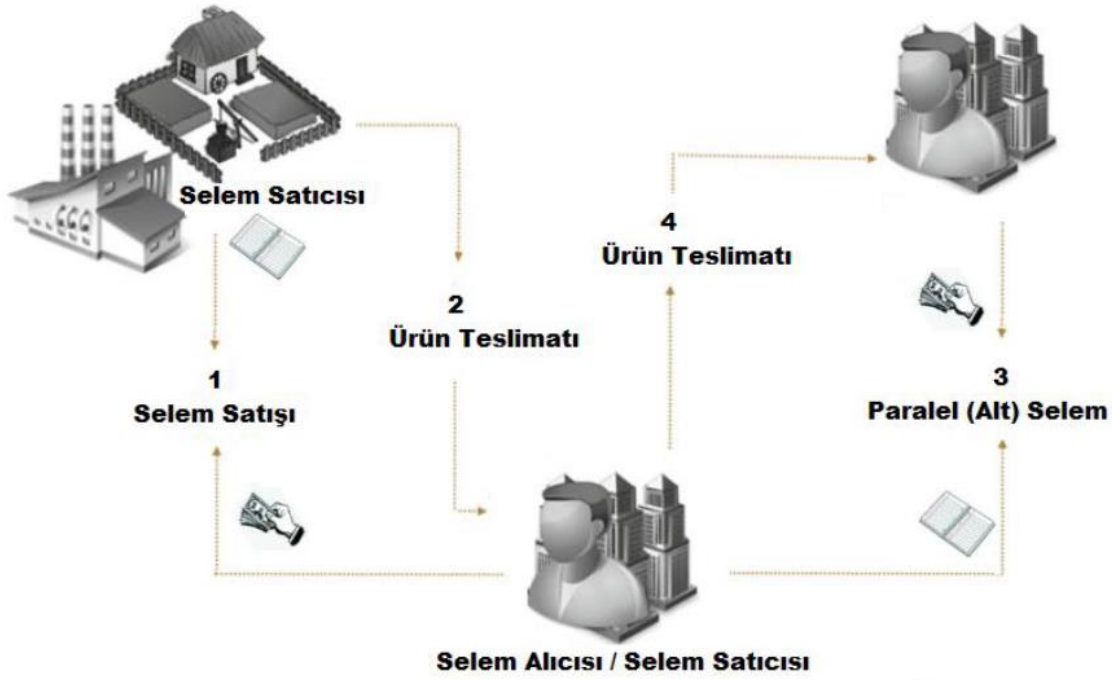 Selem Satıcısı
4
Ürün Teslimatı
2
Ürün Teslimatı
1
Selem Satışı
3
Paralel (Alt) Selem
Selem Alıcısı / Selem Satıcısı